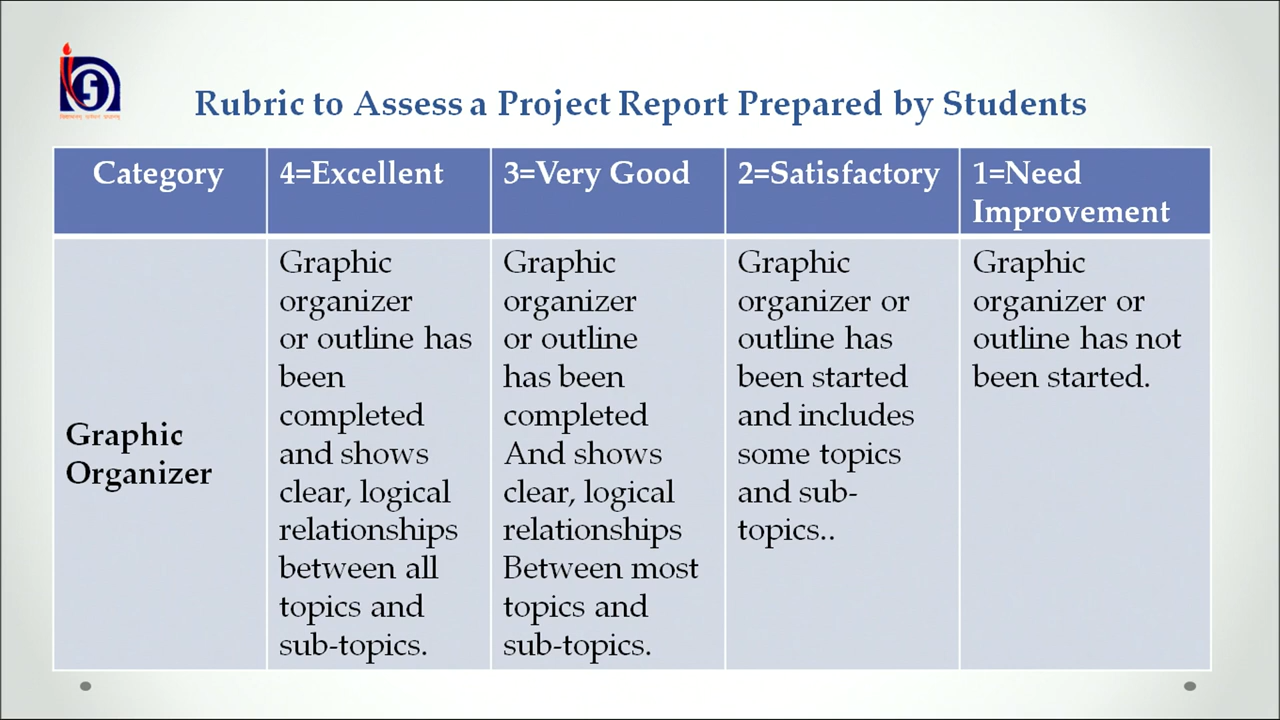 Rubric to Assess a Project Report Prepared by Students
Category
4=Excellent
3=Very Good
2=Satisfactory
1=Need
Improvement
Graphic
Organizer
Graphic
organizer
or outline has
been
completed
and shows
clear, logical
relationships
between all
topics and
sub-topics.
Graphic
organizer
or outline
has been
completed
And shows
clear, logical
relationships
Between most
topics and
sub-topics.
Graphic
organizer or
outline has
been started
and includes
some topics
and sub-
topics..
Graphic
organizer or
outline has not
been started.